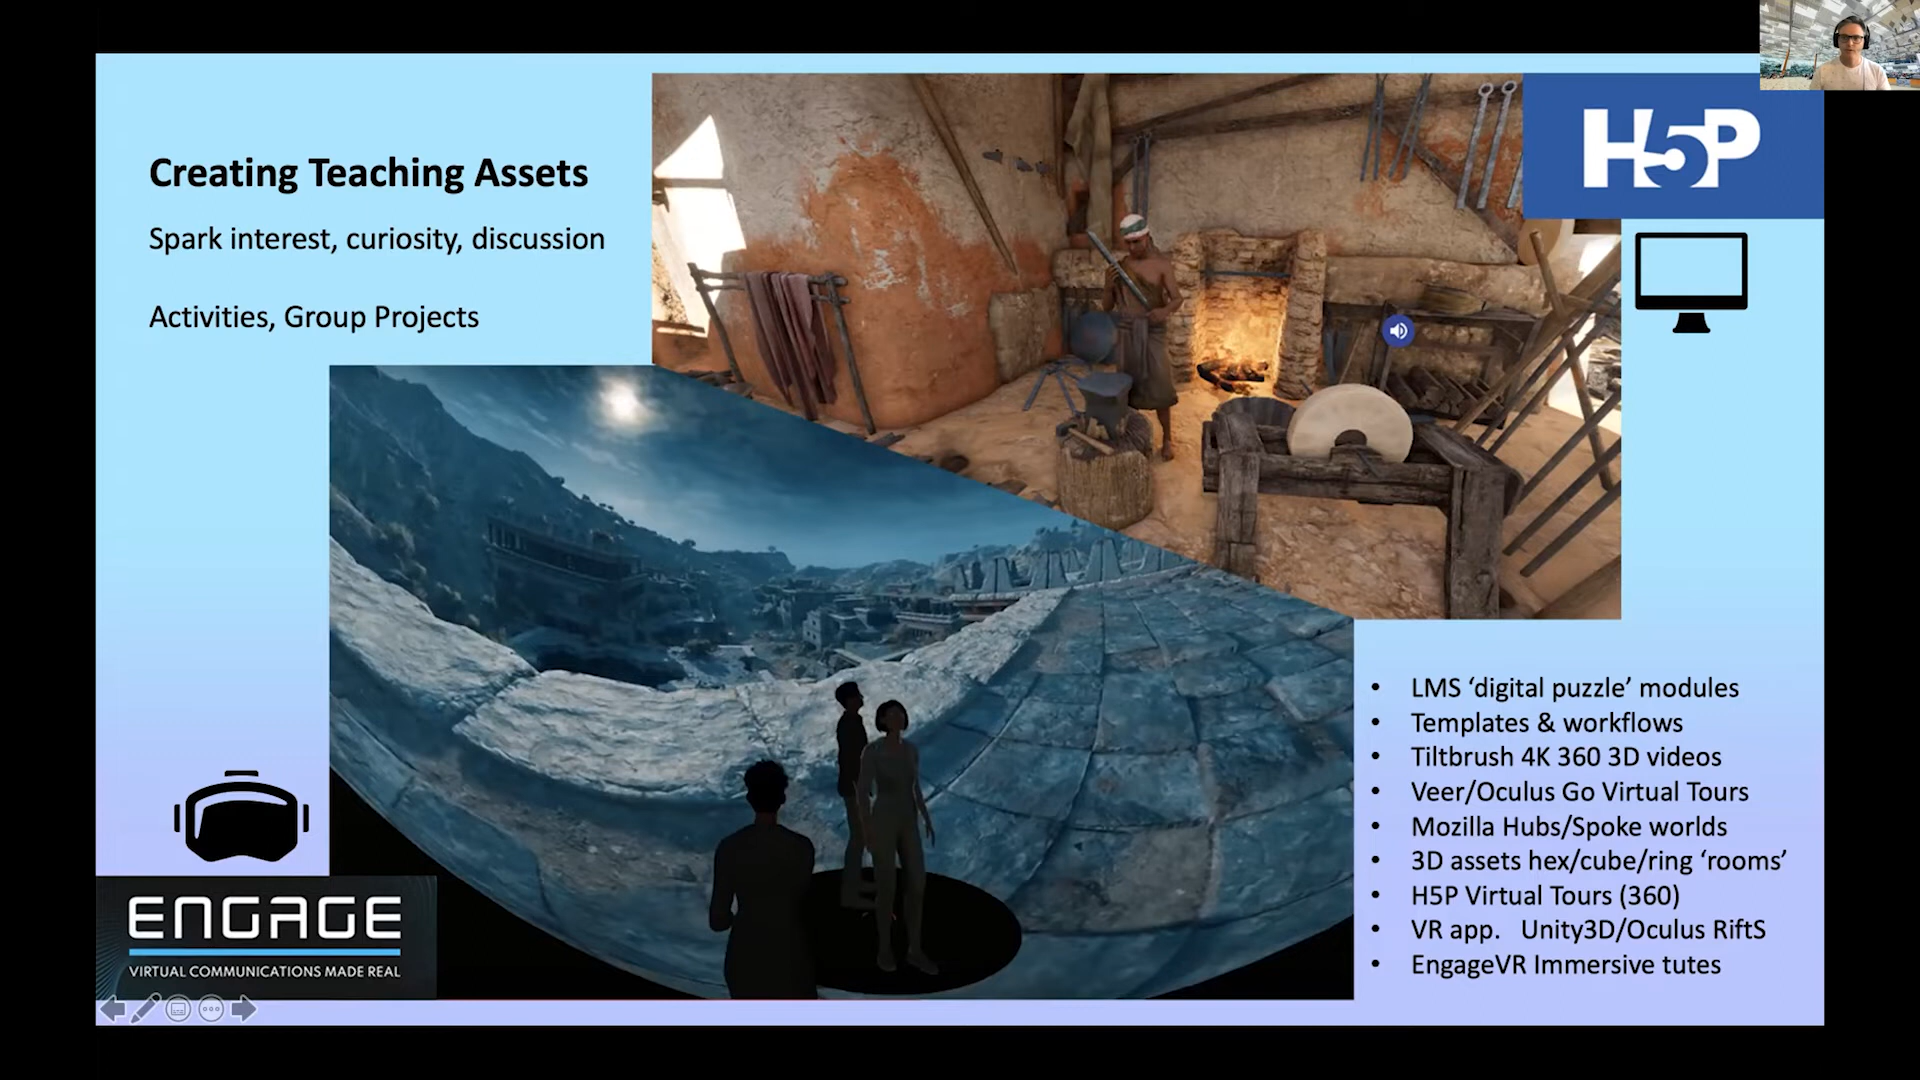 Creating Teaching Assets
Spark interest, curiosity, discussion
Activities, Group Projects
H5P
• LMS ‘digital puzzle’ modules
• Templates & workflows
• Tiltbrush 4K 360 3D videos
• Veer/Oculus Go Virtual Tours
• Mozilla Hubs/Spoke worlds
• 3D assets hex/cube/ring ‘rooms’
• H5P Virtual Tours (360)
• VR app. Unity3D/Oculus RiftS
• EngageVR Immersive tutes
ENGAGE
VIRTUAL COMMUNICATIONS MADE REAL